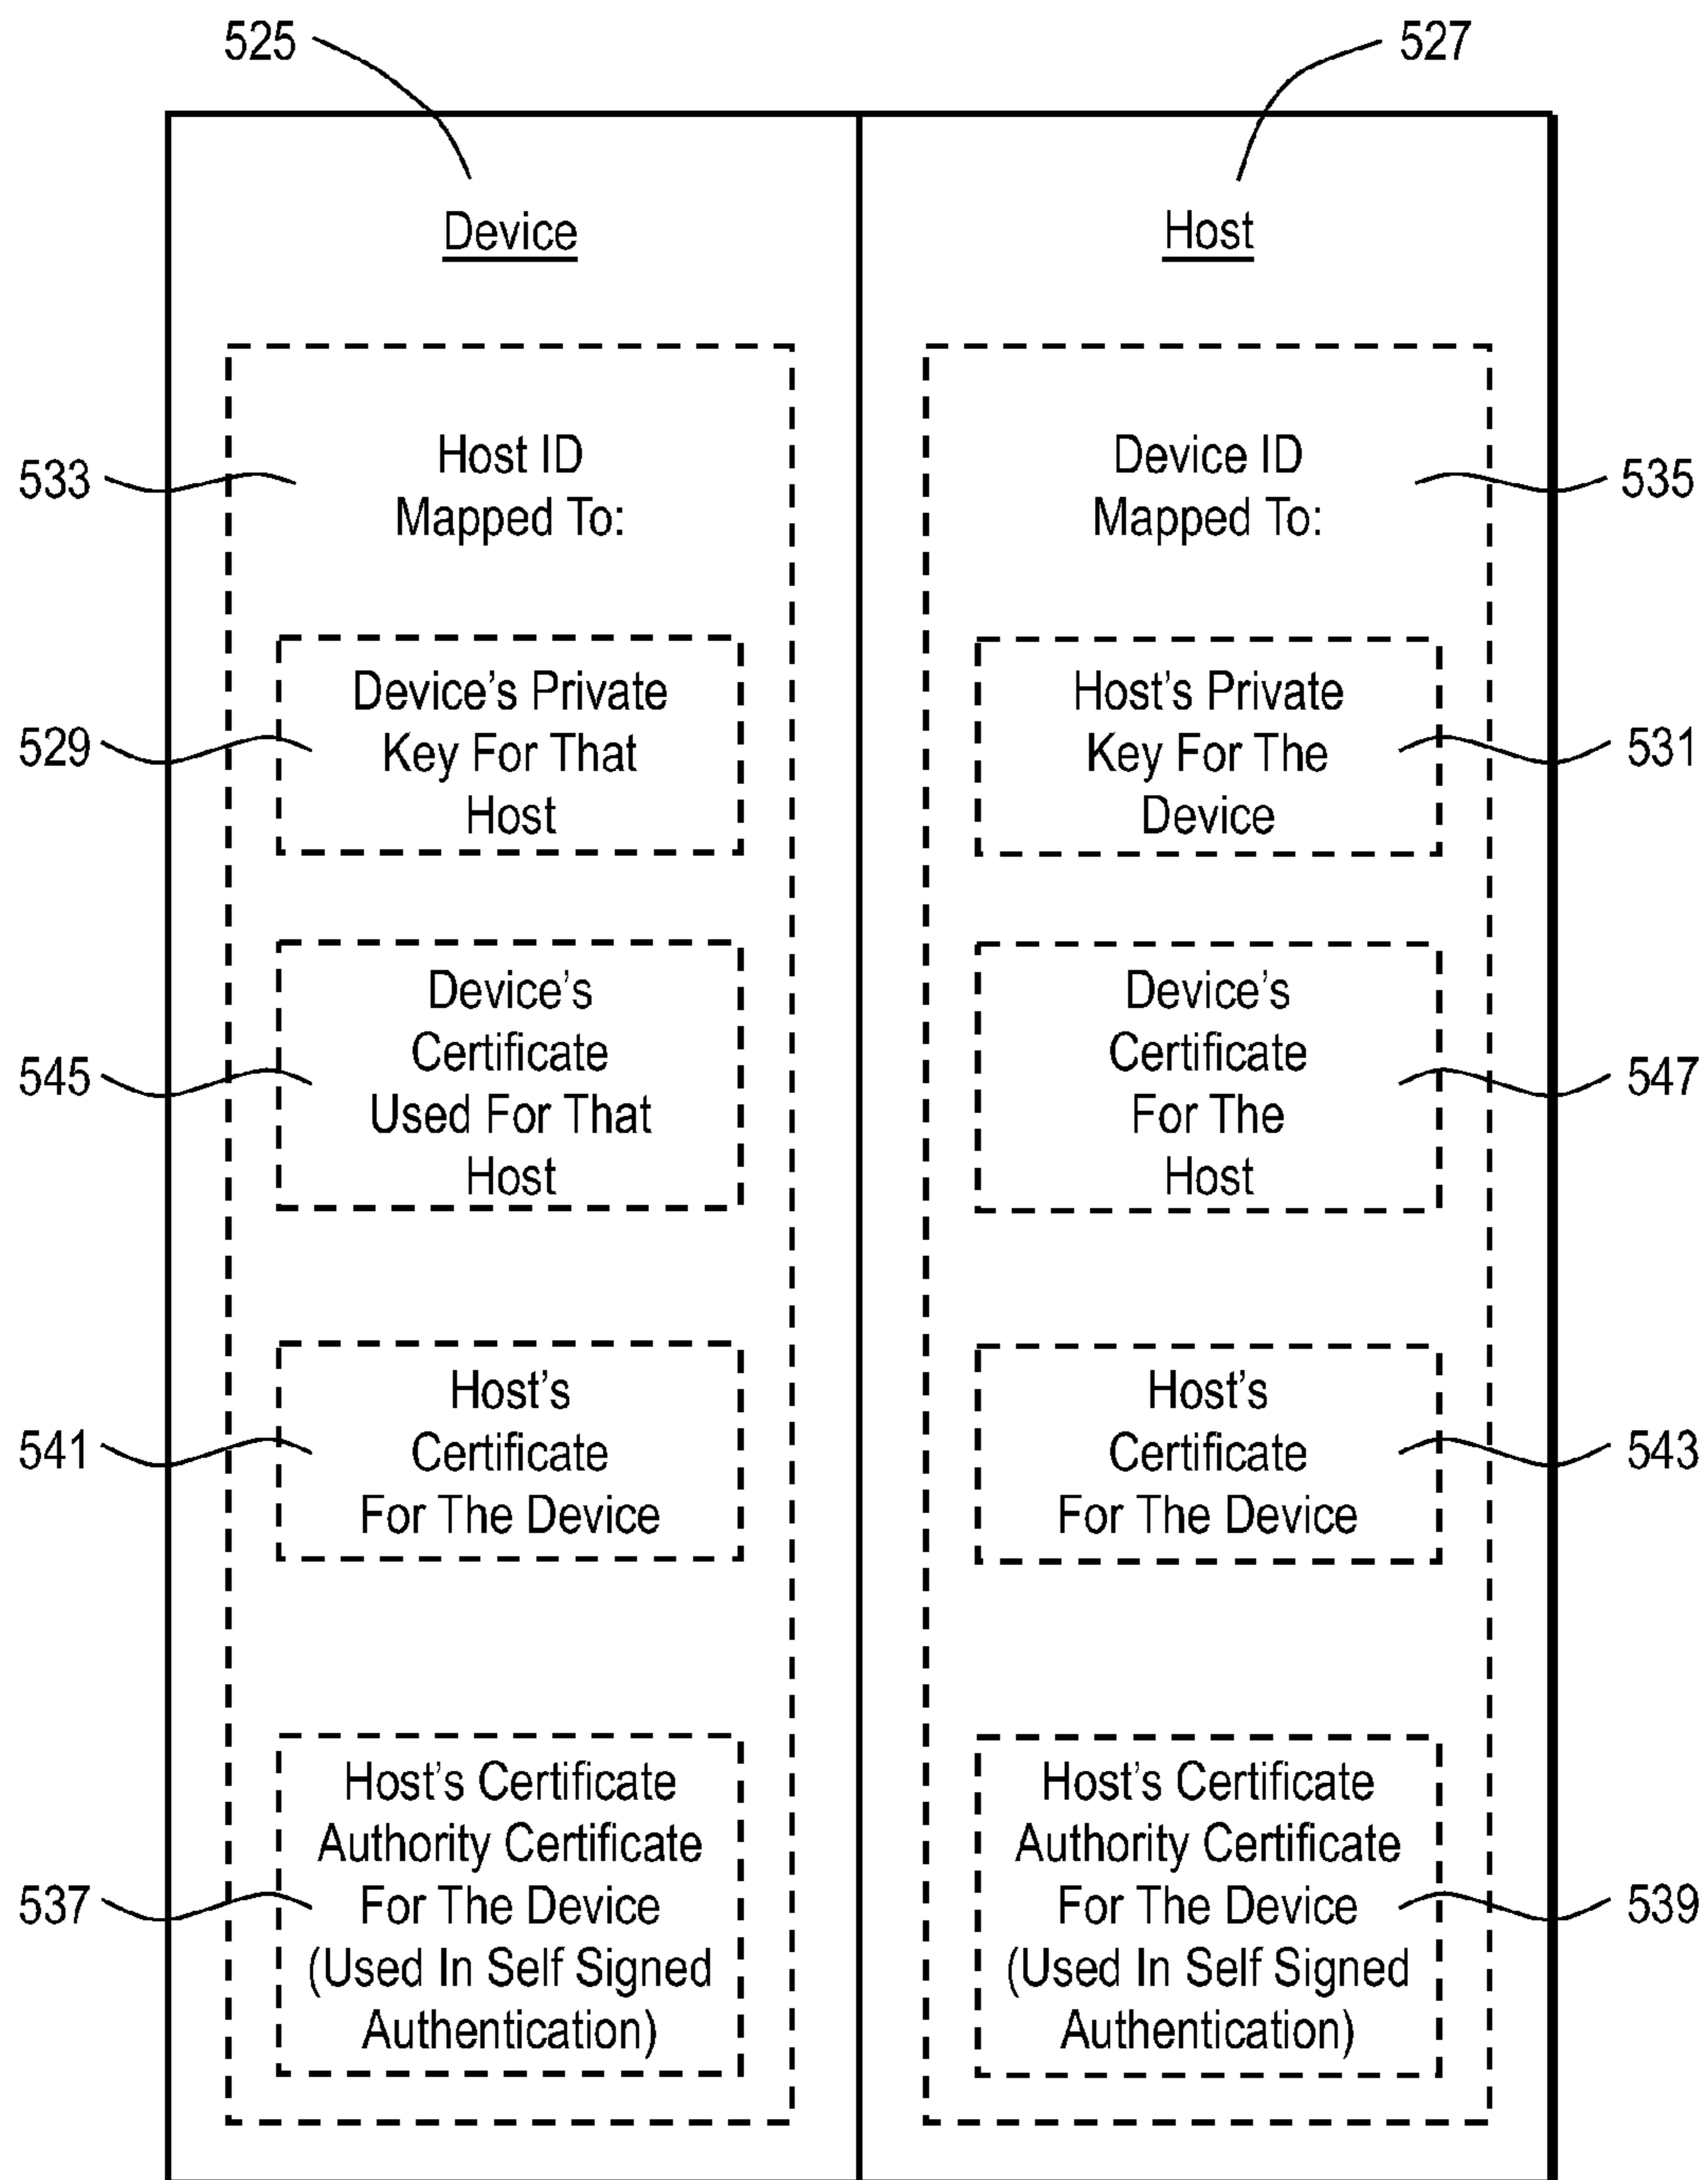 525
527
Device
Host
533
Host ID
Mapped To:
Device ID
Mapped To:
535
529
Device's Private
Key For That
Host
Host's Private
Key For The
Device
531
545
Device's
Certificate
Used For That
Host
Device's
Certificate
For The
Host
547
541
Host's
Certificate
For The Device
Host's
Certificate
For The Device
543
537
Host's Certificate
Authority Certificate
For The Device
(Used In Self Signed
Authentication)
Host's Certificate
Authority Certificate
For The Device
(Used In Self Signed
Authentication)
539